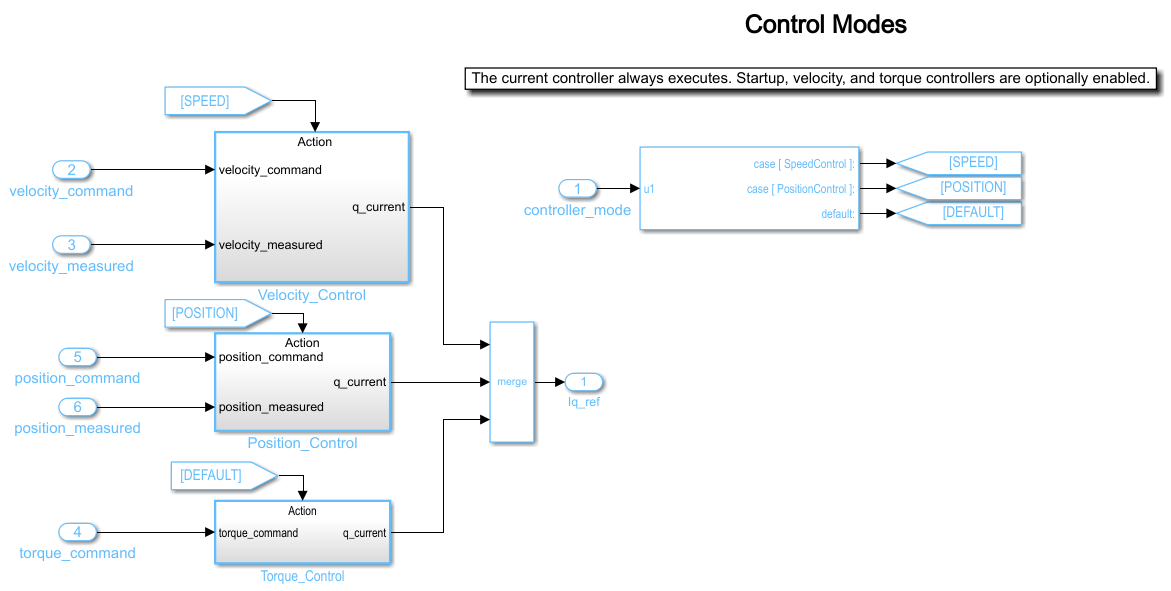 Control Modes
The current controller always executes. Startup, velocity, and torque controllers are optionally enabled.
[SPEED]
Action
2
velocity_command
velocity_command
q_current
3
velocity_measured
velocity_measured
Velocity_Control
1
controller_mode
u1
case [ SpeedControl ]:
case [ PositionControl ]:
default:
[SPEED]
[POSITION]
[DEFAULT]
[POSITION]
Action
5
position_command
position_command
q_current
6
position_measured
position_measured
Position_Control
merge
1
Iq_ref
[DEFAULT]
Action
4
torque_command
torque_command
q_current
Torque_Control